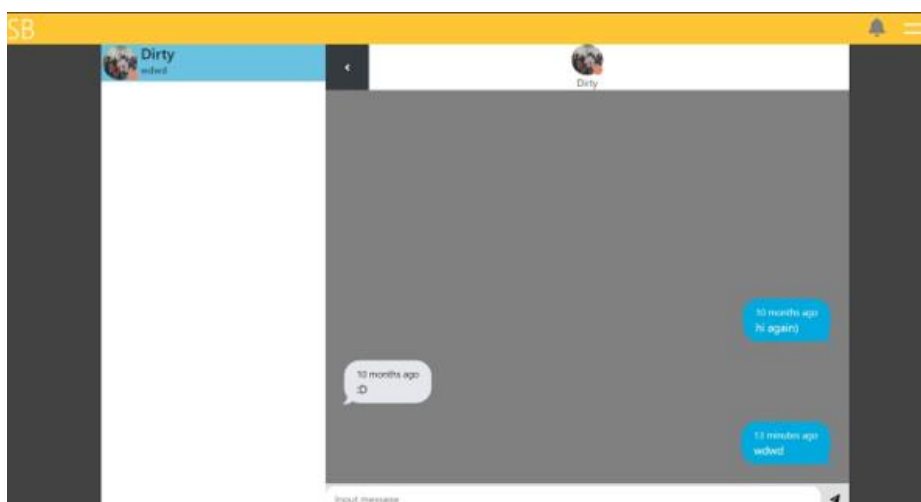 SB
Dirty
wdwd
Dirty
10 months ago
hi again)
10 months ago
:D
13 minutes ago
wdwd
Input message